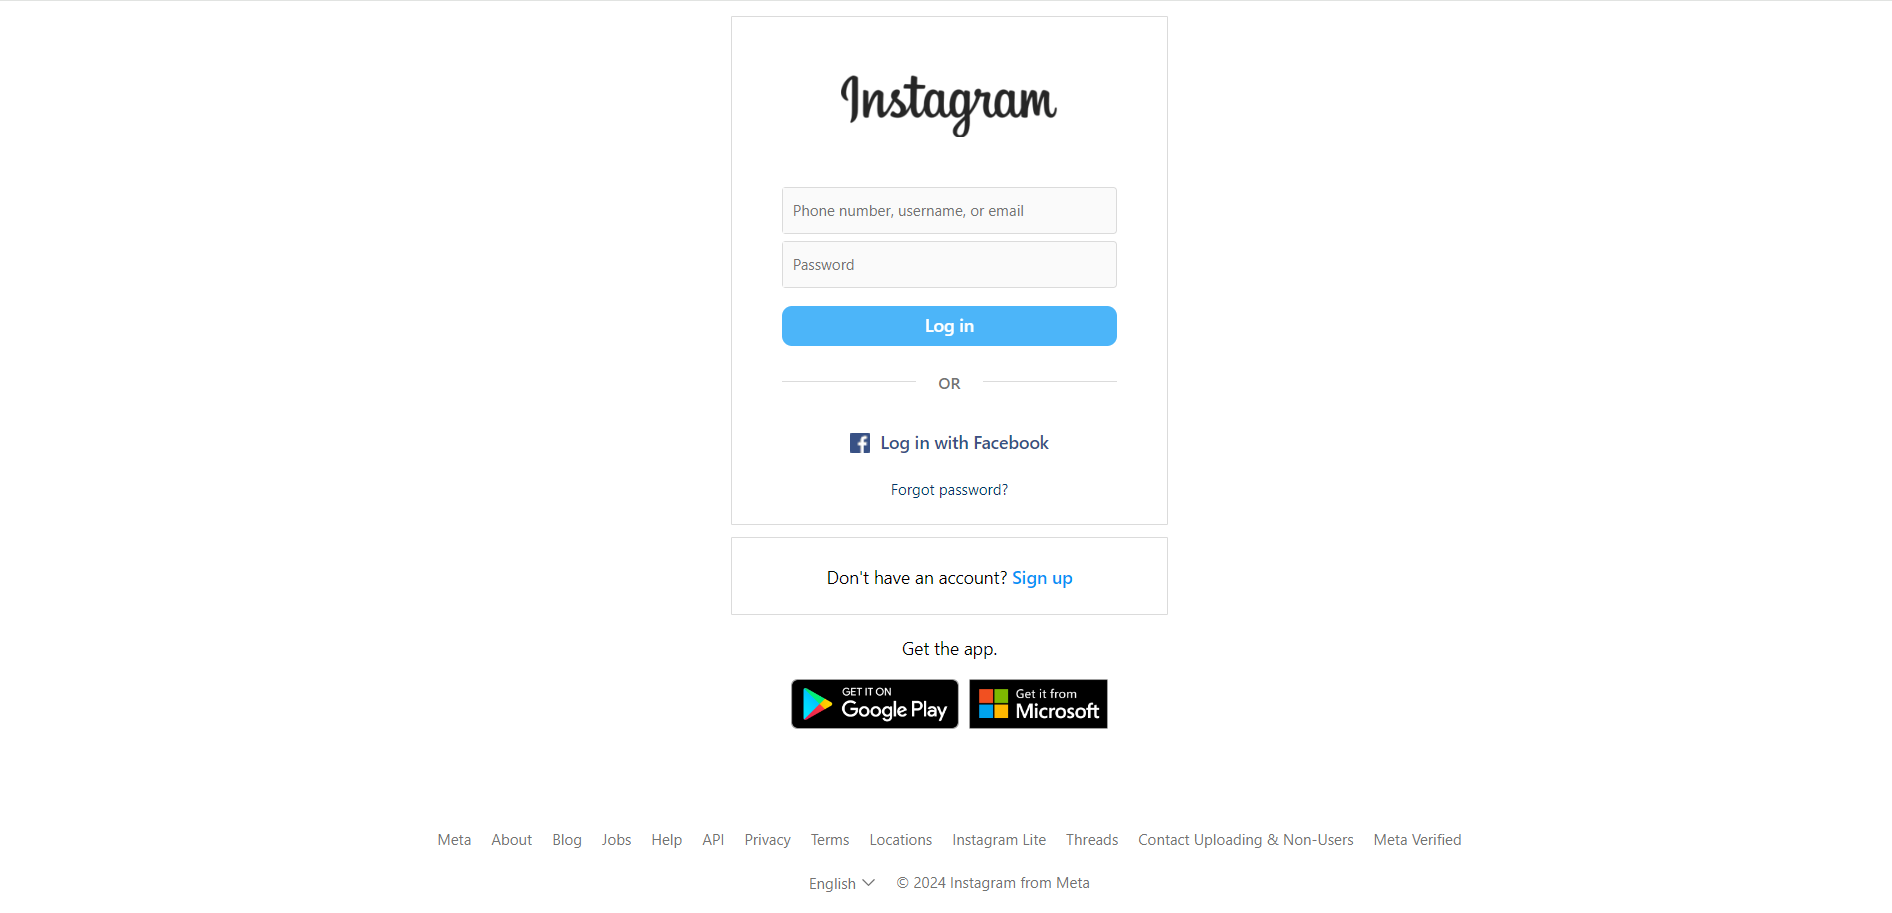 Instagram
Phone number, username, or email
Password
Log in
OR
Log in with Facebook
Forgot password?
Don't have an account? Sign up
Get the app.
GET IT ON
Google Play
Get it from
Microsoft
Meta About Blog Jobs Help API Privacy Terms Locations Instagram Lite Threads Contact Uploading & Non-Users Meta Verified
English © 2024 Instagram from Meta